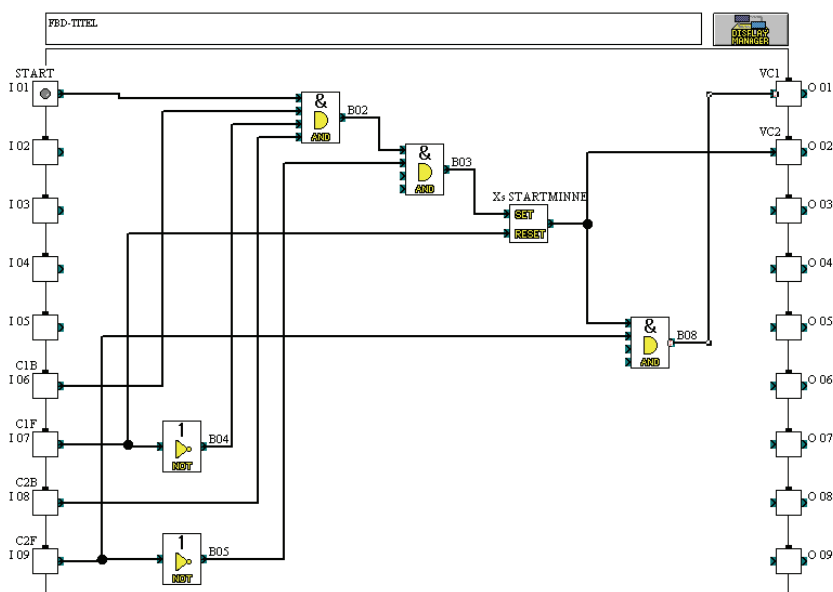 FBD-TITEL
DISPLAY
MANAGER
START
VC1
I 01
O 01
&
AND
B02
VC2
I 02
O 02
&
AND
B03
Xs STARTMINNE
SET
RESET
I 03
O 03
I 04
O 04
I 05
O 05
&
AND
B08
C1B
I 06
O 06
C1F
I 07
1
NOT
B04
O 07
C2B
I 08
O 08
C2F
I 09
1
NOT
B05
O 09